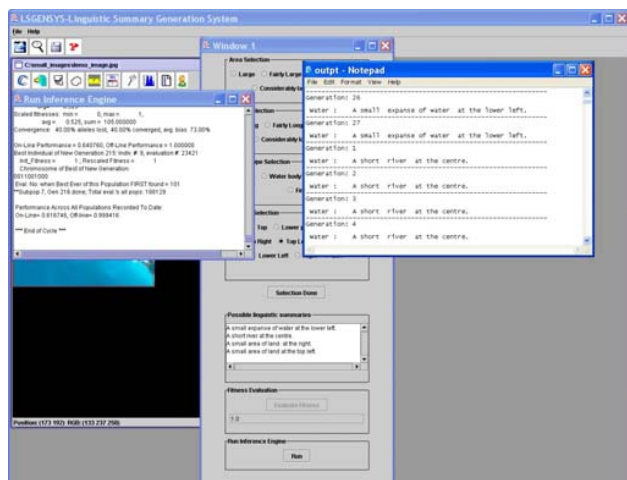 LSGENSYS-Linguistic Summary Generation System
File Help
C:\small_images\demo_image.jpg
Run Inference Engine
Scaled fitnesses: min = 0, max = 1,
avg = 0.525, sum = 105.000000
Convergence: 40.00% alleles lost, 40.00% converged, avg. bias 73.00%
On-Line Performance = 0.640760, Off-Line Performance = 1.000000
Best Individual of New Generation 215: Indiv. #: 8, evaluation #: 23421
Init_Fitness = 1 ; Rescaled Fitness =
Chromosome of Best of New Generation:
0011001000
Eval. No. when Best Ever of this Population FIRST found = 101
**Subpop 7, Gen 216 done; Total eval.'s all pops: 188129
Performance Across All Populations Recorded To Date:
On-Line= 0.616746, Off-line= 0.999416
*** End of Cycle ***
Position: (173 192) RGB: (133 237 250)
Window 1
Area Selection
Large Fairly Large
Considerably
Fairly Long
Considerably
Selection
Water body
Selection
Top Lower
Right Top
Lower Left
Selection Done
Possible linguistic summaries
A small expanse of water at the lower left.
A short river at the centre.
A small area of land at the right.
A small area of land at the top left.
Fitness Evaluation
Evaluate Fitness
1.0
Run Inference Engine
Run
outpt - Notepad
File Edit Format View Help
Generation: 26
water : A small expanse of water at the lower left.
Generation: 27
water : A small expanse of water at the lower left.
Generation: 1
water : A short river at the centre.
Generation: 2
water : A short river at the centre.
Generation: 3
water : A short river at the centre.
Generation: 4
water : A short river at the centre.